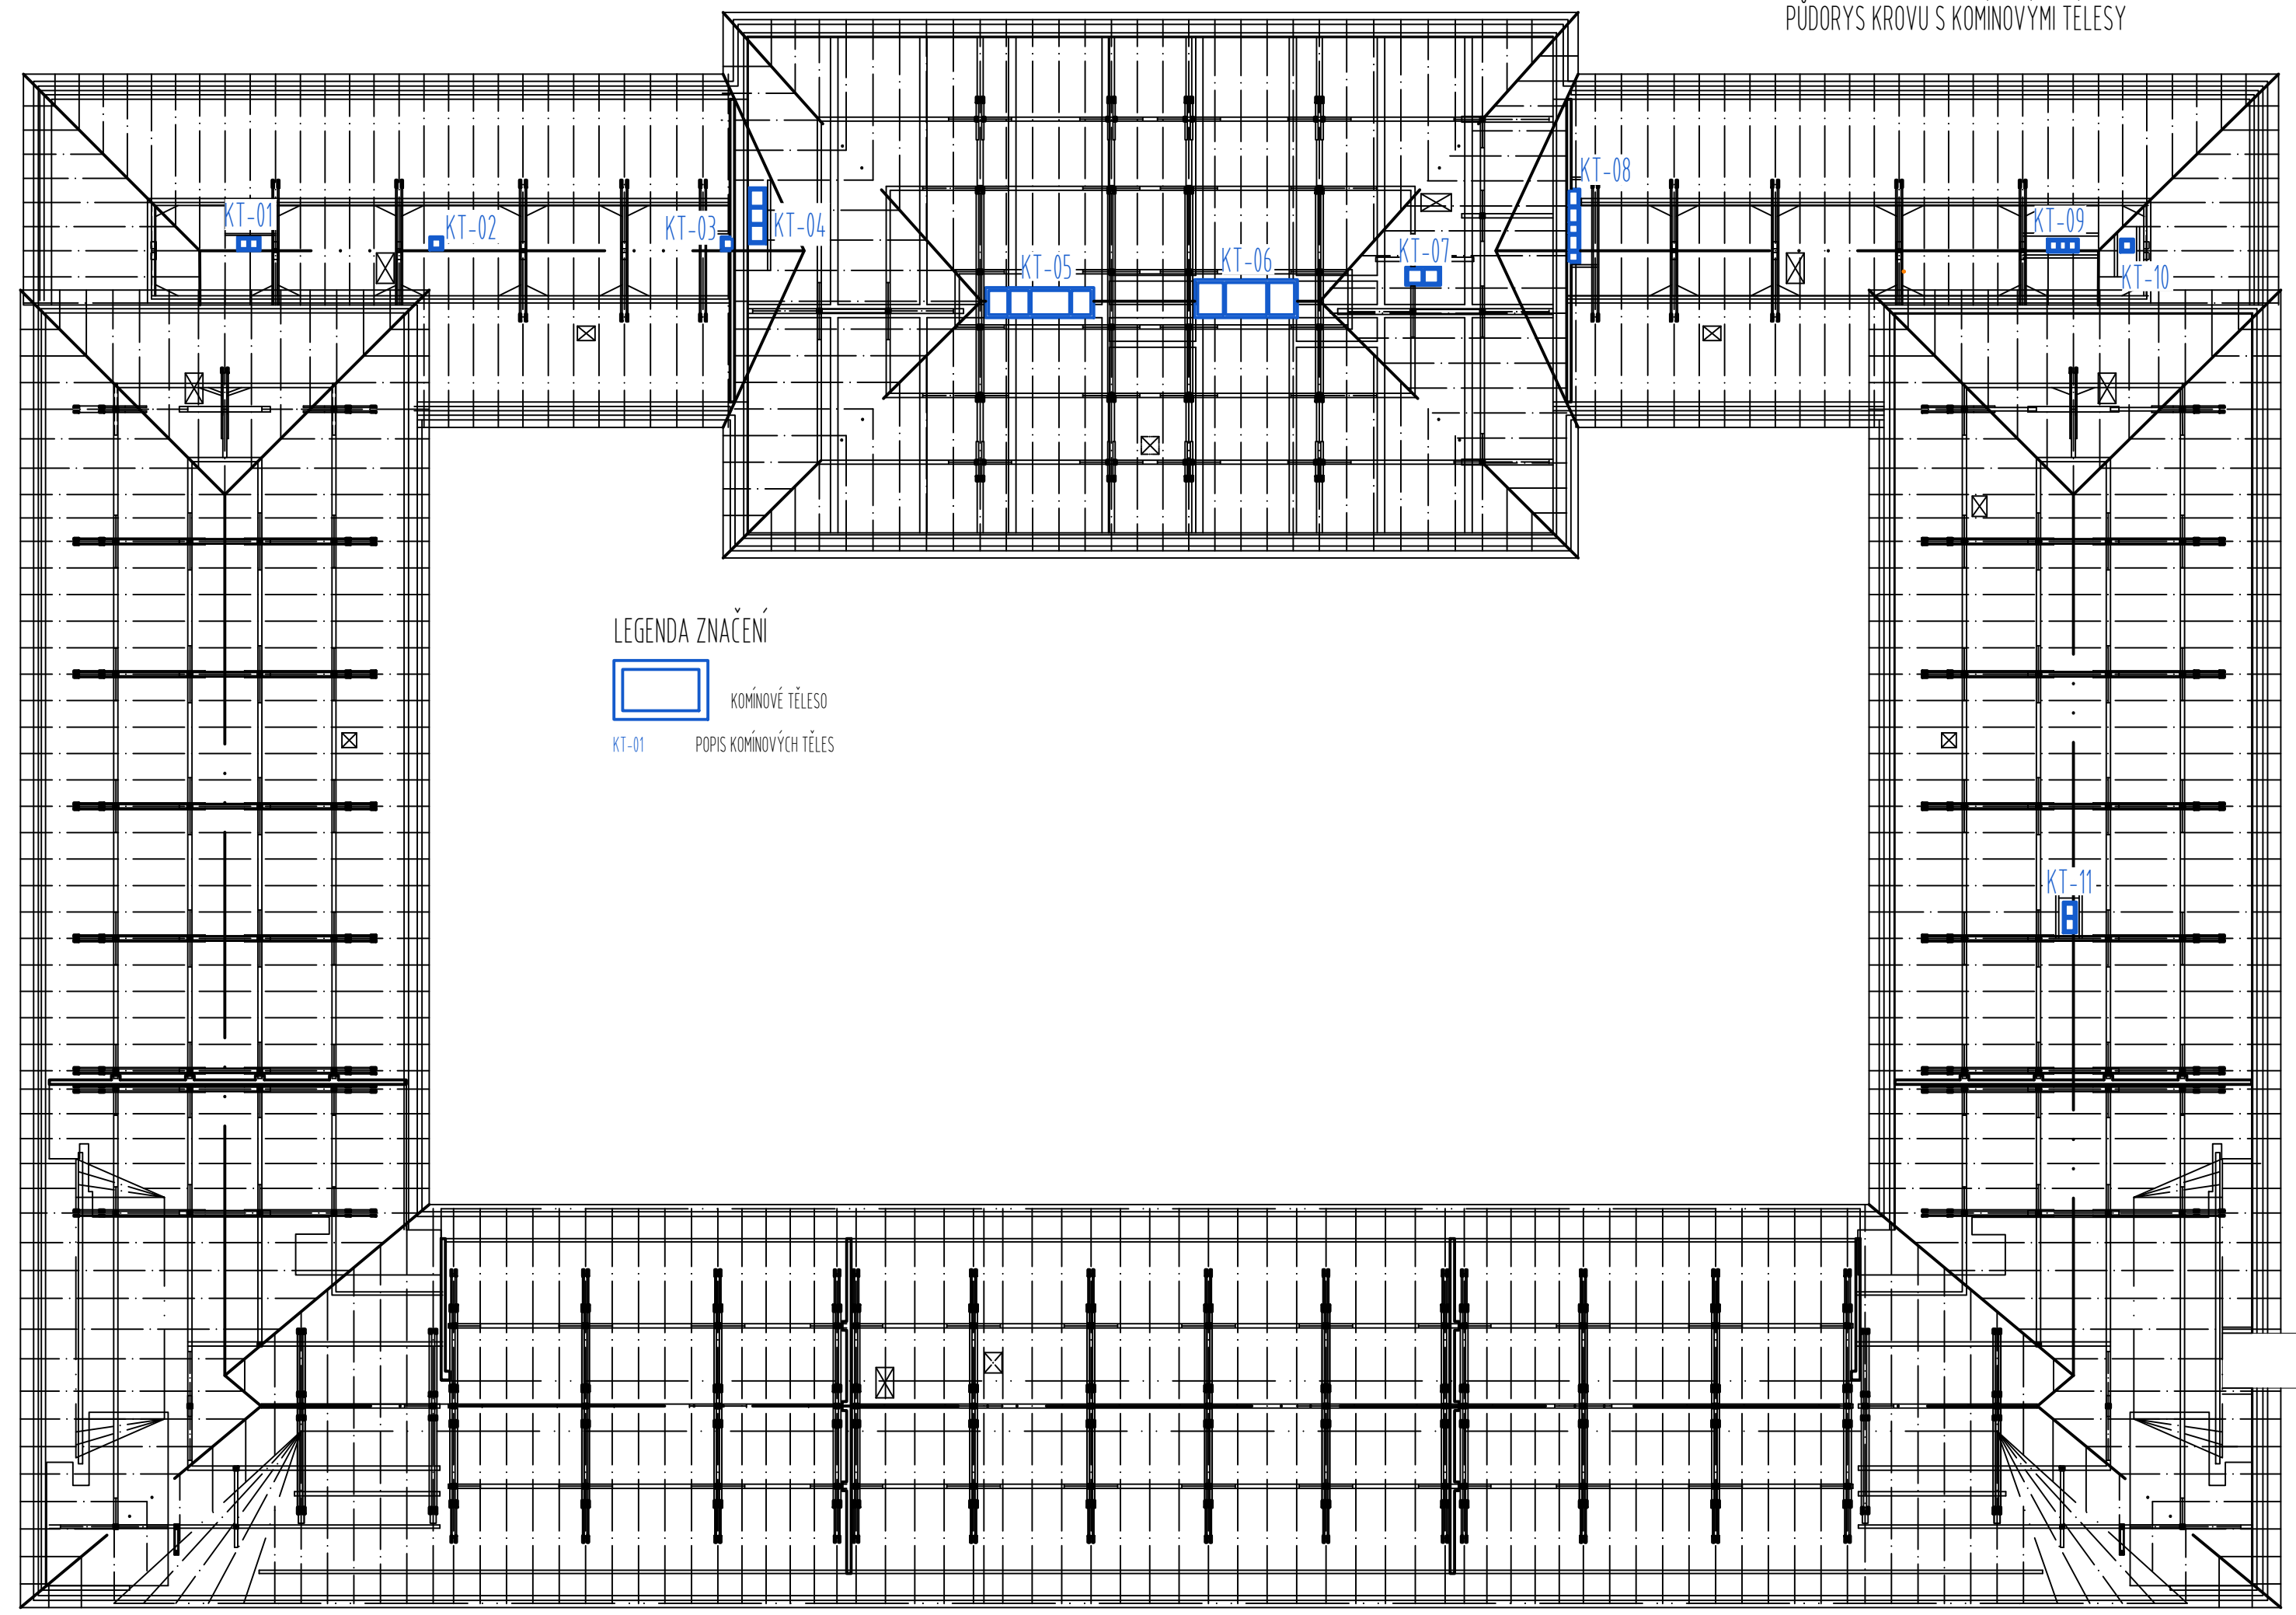 PŮDORYS KROVU S KOMÍNOVÝMI TĚLESY
KT-01
KT-02
KT-03
KT-04
KT-05
KT-06
KT-07
KT-08
KT-09
KT-10
LEGENDA ZNAČENÍ
KOMÍNOVÉ TĚLESO
KT-01 POPIS KOMÍNOVÝCH TĚLES
KT-11